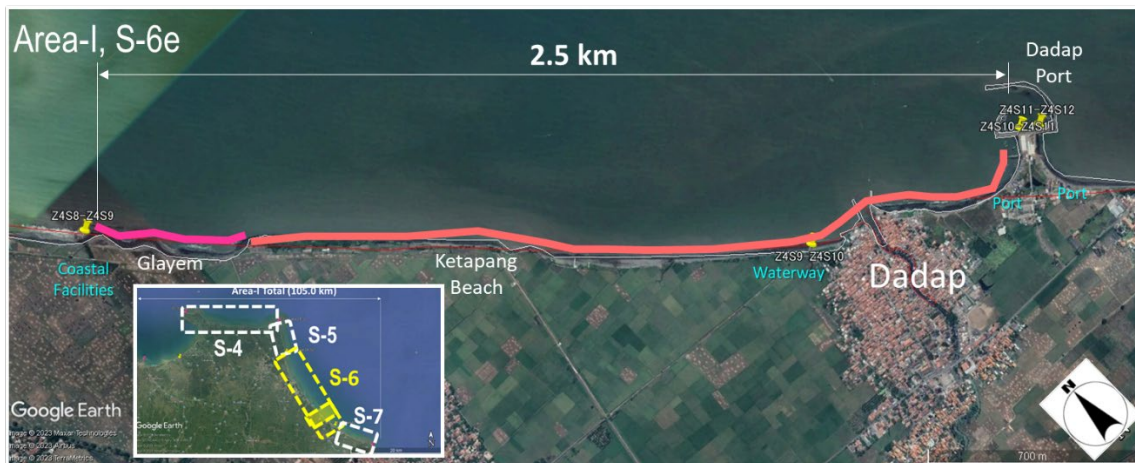 Area-I, S-6e
2.5 km
Dadap
Port
Z4S11-Z4S12
Z4S10-Z4S11
Z4S8-Z4S9
Coastal
Facilities
Glayem
Ketapang
Beach
Z4S9-Z4S10
Waterway
Port
Port
Dadap
Area-I Total (105.0 km)
S-4
S-5
S-6
S-7
Google Earth
Google Earth
Image © 2023 Maxar Technologies
Image © 2023 Airbus
Image © 2023 TerraMetrics
N
700 m